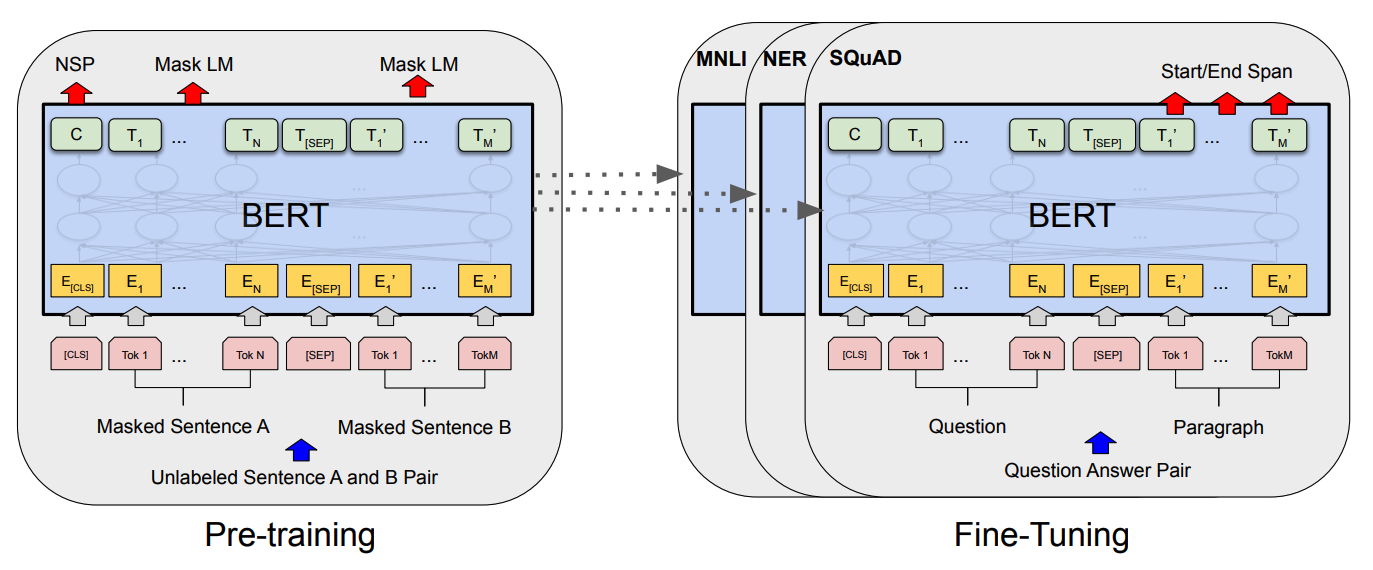 NSP Mask LM Mask LM
C T1 ... TN T[SEP] T1’ ... TM’
...
BERT
...
E[CLS] E1 ... EN E[SEP] E1’ ... EM’
[CLS] Tok 1 ... Tok N [SEP] Tok 1 ... TokM
Masked Sentence A Masked Sentence B
Unlabeled Sentence A and B Pair
Pre-training
MNLI NER SQuAD
Start/End Span
C T1 ... TN T[SEP] T1’ ... TM’
...
BERT
...
E[CLS] E1 ... EN E[SEP] E1’ ... EM’
[CLS] Tok 1 ... Tok N [SEP] Tok 1 ... TokM
Question Paragraph
Question Answer Pair
Fine-Tuning